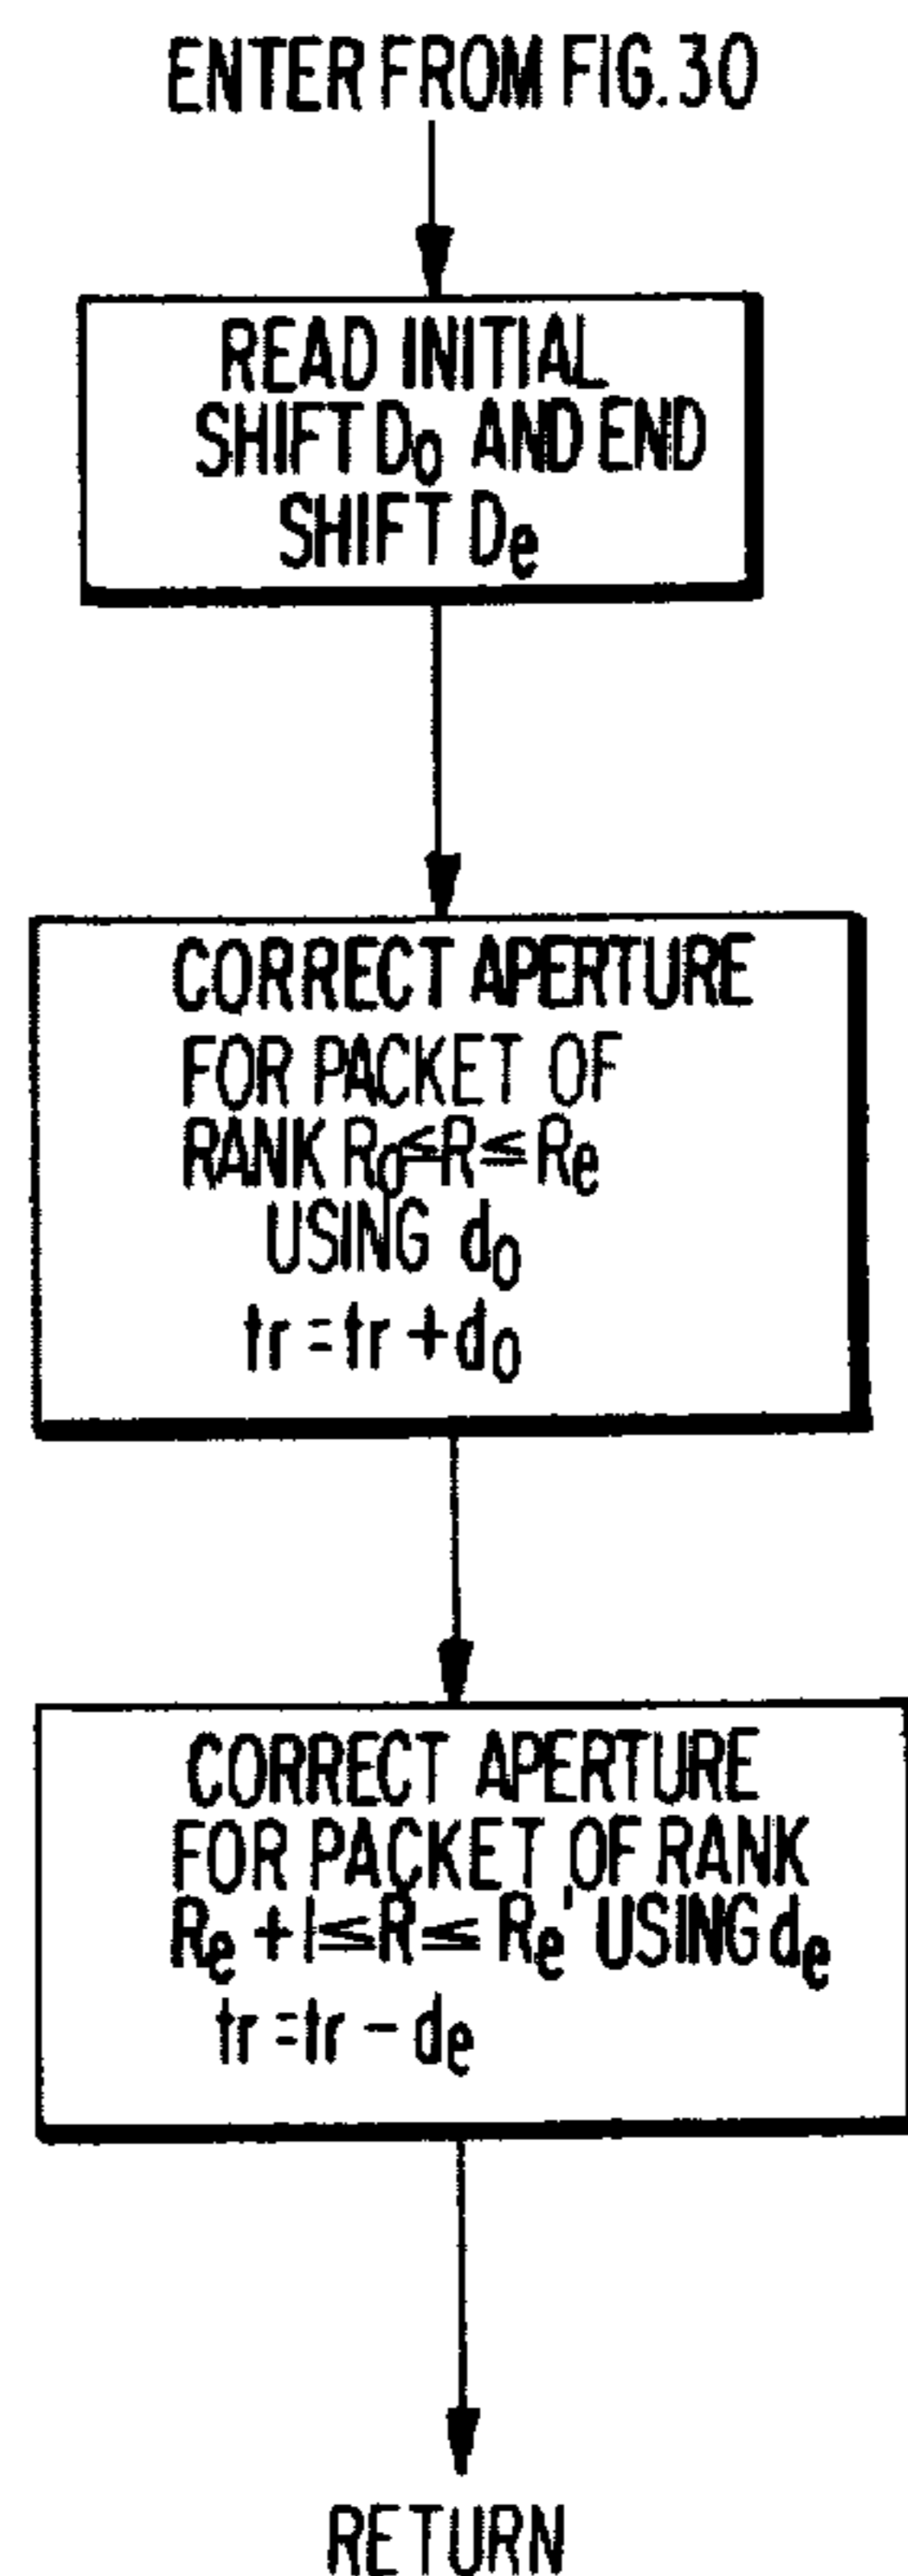 ENTER FROM FIG. 30
READ INITIAL
SHIFT D₀ AND END
SHIFT Dₑ
CORRECT APERTURE
FOR PACKET OF
RANK R₀≤R≤Rₑ
USING d₀
tr = tr + d₀
CORRECT APERTURE
FOR PACKET OF RANK
Rₑ + 1≤R≤ Rₑ' USING dₑ
tr = tr - dₑ
RETURN